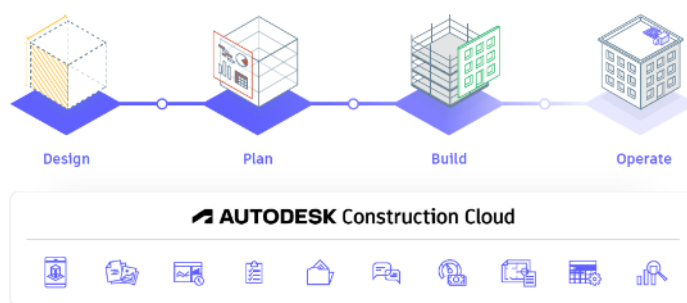 Design
Plan
Build
Operate
AUTODESK Construction Cloud